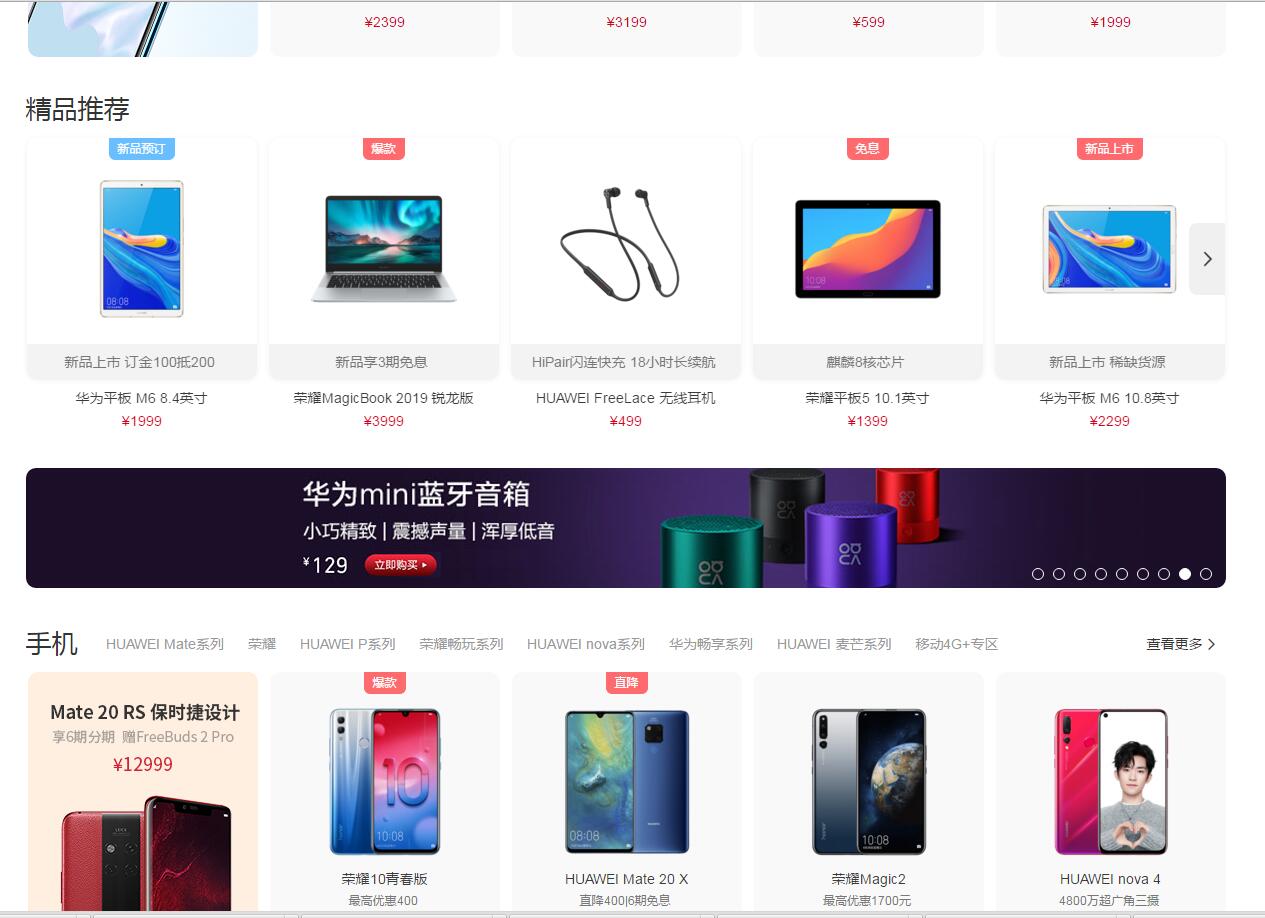 ¥2399
¥3199
¥599
¥1999
精品推荐
新品预订
爆款
免息
新品上市
08:08
10:08
08:08
新品上市 订金100抵200
新品享3期免息
HiPair闪连快充 18小时长续航
麒麟8核芯片
新品上市 稀缺货源
华为平板 M6 8.4英寸
荣耀MagicBook 2019 锐龙版
HUAWEI FreeLace 无线耳机
荣耀平板5 10.1英寸
华为平板 M6 10.8英寸
¥1999
¥3999
¥499
¥1399
¥2299
华为mini蓝牙音箱
小巧精致 | 震撼声量 | 浑厚低音
¥129 立即购买
手机 HUAWEI Mate系列 荣耀 HUAWEI P系列 荣耀畅玩系列 HUAWEI nova系列 华为畅享系列 HUAWEI 麦芒系列 移动4G+专区 查看更多
爆款
直降
Mate 20 RS 保时捷设计
享6期分期 赠FreeBuds 2 Pro
¥12999
10
10:08
08:08
10:08
荣耀10青春版
HUAWEI Mate 20 X
荣耀Magic2
HUAWEI nova 4
最高优惠400
直降400|6期免息
最高优惠1700元
4800万超广角三摄